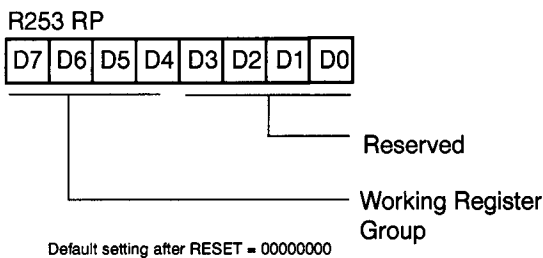 R253 RP
D7 D6 D5 D4 D3 D2 D1 D0
Reserved
Working Register
Group
Default setting after RESET = 00000000